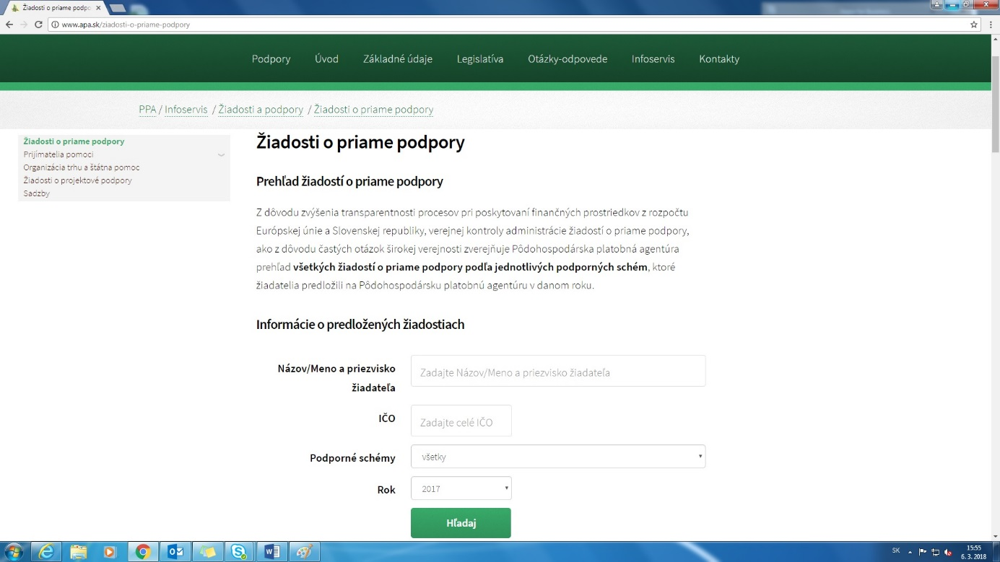 Žiadosti o priame podpo
www.apa.sk/ziadosti-o-priame-podpory
Podpory Úvod Základné údaje Legislatíva Otázky-odpovede Infoservis Kontakty
PPA / Infoservis / Žiadosti a podpory / Žiadosti o priame podpory
Žiadosti o priame podpory
Prijímatelia pomoci
Organizácia trhu a štátna pomoc
Žiadosti o projektové podpory
Sadzby
Žiadosti o priame podpory
Prehľad žiadostí o priame podpory
Z dôvodu zvýšenia transparentnosti procesov pri poskytovaní finančných prostriedkov z rozpočtu
Európskej únie a Slovenskej republiky, verejnej kontroly administrácie žiadostí o priame podpory,
ako z dôvodu častých otázok širokej verejnosti zverejňuje Pôdohospodárska platobná agentúra
prehľad všetkých žiadostí o priame podpory podľa jednotlivých podporných schém, ktoré
žiadatelia predložili na Pôdohospodársku platobnú agentúru v danom roku.
Informácie o predložených žiadostiach
Názov/Meno a priezvisko
žiadateľa
Zadajte Názov/Meno a priezvisko žiadateľa
IČO
Zadajte celé IČO
Podporné schémy
všetky
Rok
2017
Hľadaj
SK
15:55
6. 3. 2018